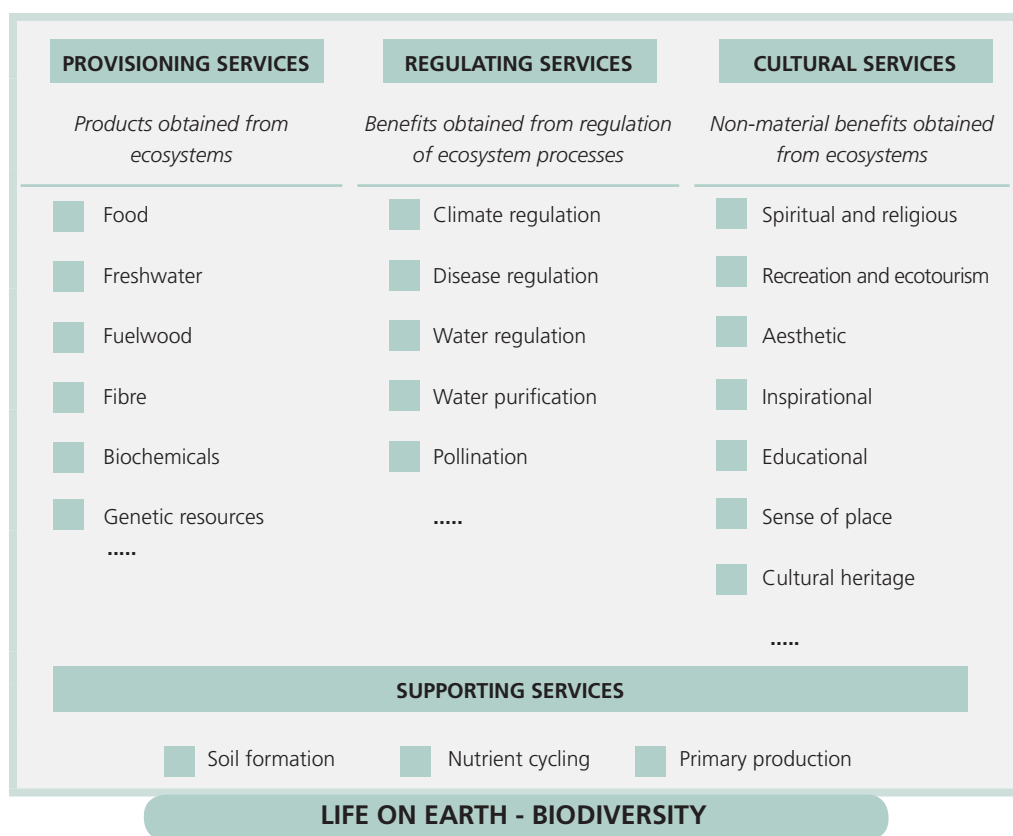 PROVISIONING SERVICES
Products obtained from
ecosystems
Food
Freshwater
Fuelwood
Fibre
Biochemicals
Genetic resources
.....
REGULATING SERVICES
Benefits obtained from regulation
of ecosystem processes
Climate regulation
Disease regulation
Water regulation
Water purification
Pollination
.....
CULTURAL SERVICES
Non-material benefits obtained
from ecosystems
Spiritual and religious
Recreation and ecotourism
Aesthetic
Inspirational
Educational
Sense of place
Cultural heritage
.....
SUPPORTING SERVICES
Soil formation
Nutrient cycling
Primary production
LIFE ON EARTH - BIODIVERSITY